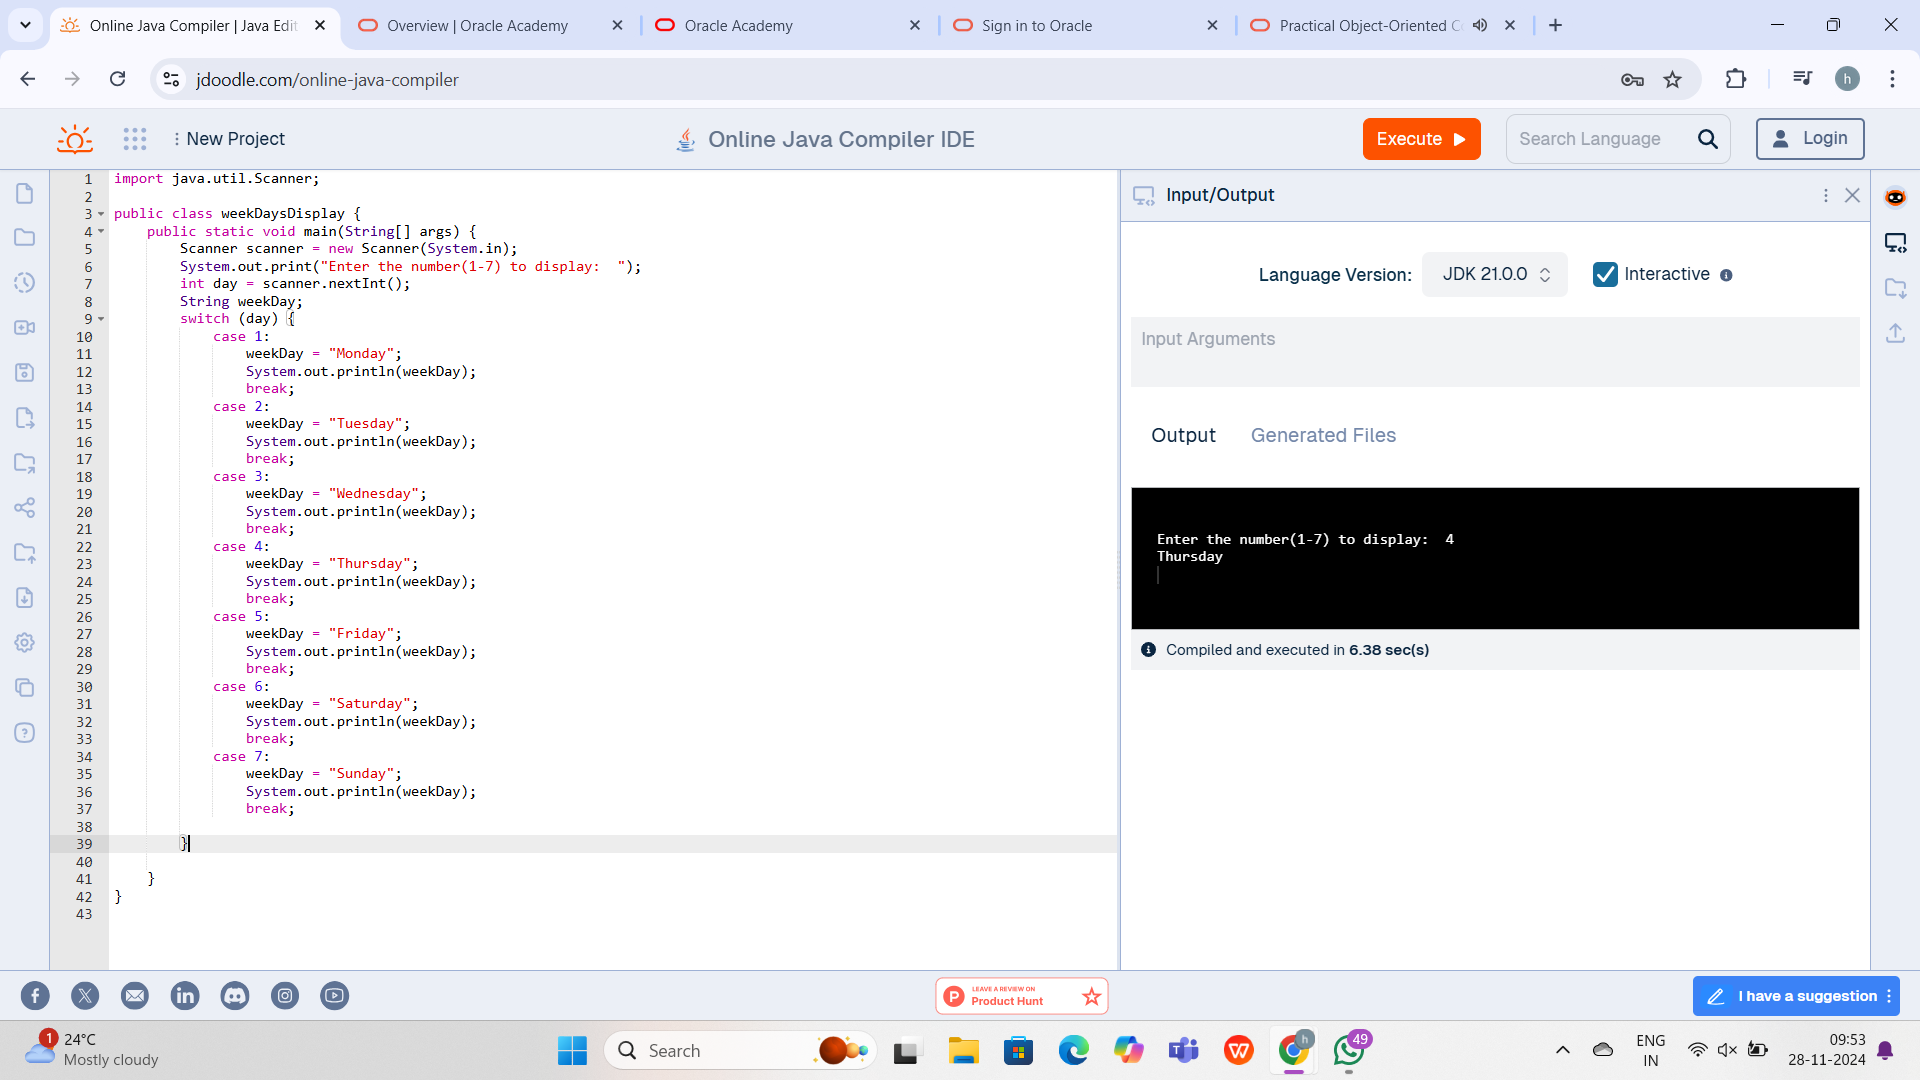 Online Java Compiler | Java Edit
Overview | Oracle Academy
Oracle Academy
Sign in to Oracle
Practical Object-Oriented C
jdoodle.com/online-java-compiler
h
New Project
Online Java Compiler IDE
Execute
Search Language
Login
1 import java.util.Scanner;
2
3 public class weekDaysDisplay {
4 public static void main(String[] args) {
5 Scanner scanner = new Scanner(System.in);
6 System.out.print("Enter the number(1-7) to display:  ");
7 int day = scanner.nextInt();
8 String weekDay;
9 switch (day) {
10 case 1:
11 weekDay = "Monday";
12 System.out.println(weekDay);
13 break;
14 case 2:
15 weekDay = "Tuesday";
16 System.out.println(weekDay);
17 break;
18 case 3:
19 weekDay = "Wednesday";
20 System.out.println(weekDay);
21 break;
22 case 4:
23 weekDay = "Thursday";
24 System.out.println(weekDay);
25 break;
26 case 5:
27 weekDay = "Friday";
28 System.out.println(weekDay);
29 break;
30 case 6:
31 weekDay = "Saturday";
32 System.out.println(weekDay);
33 break;
34 case 7:
35 weekDay = "Sunday";
36 System.out.println(weekDay);
37 break;
38
39 }
40
41 }
42 }
43
Input/Output
Language Version:
JDK 21.0.0
Interactive
Input Arguments
Output
Generated Files
Enter the number(1-7) to display:  4
Thursday
Compiled and executed in 6.38 sec(s)
LEAVE A REVIEW ON
Product Hunt
I have a suggestion
1
24°C
Mostly cloudy
Search
h
49
ENG
IN
09:53
28-11-2024